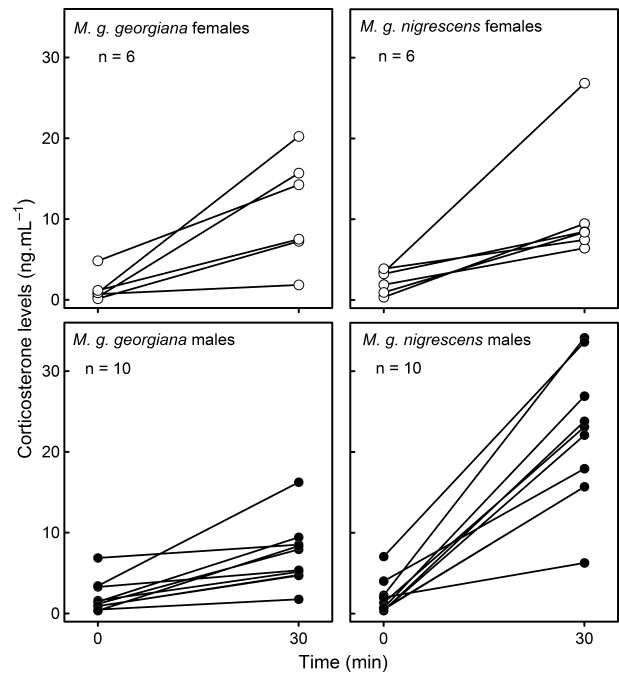 M. g. georgiana females
n = 6
M. g. nigrescens females
n = 6
30
20
10
0
M. g. georgiana males
n = 10
M. g. nigrescens males
n = 10
30
20
10
0
0
30
0
30
Corticosterone levels (ng.mL⁻¹)
Time (min)